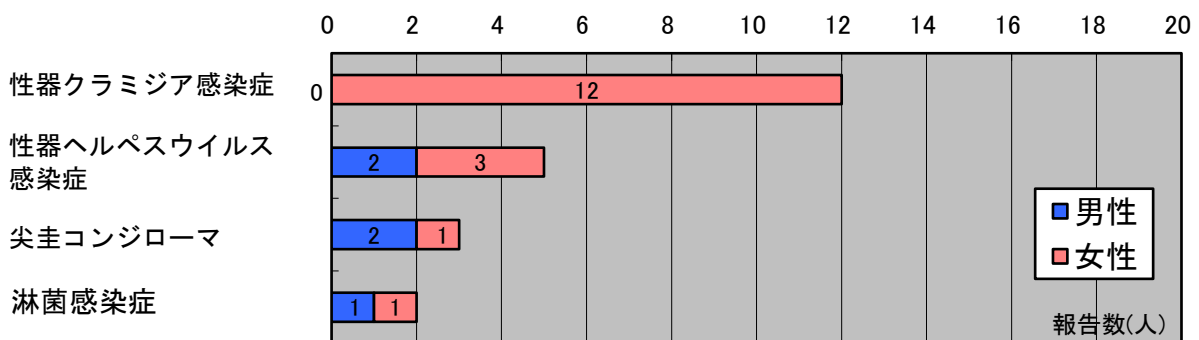 0 2 4 6 8 10 12 14 16 18 20
性器クラミジア感染症
0 12
性器ヘルペスウイルス
感染症
2 3
尖圭コンジローマ
2 1
淋菌感染症
1 1
男性
女性
報告数(人)